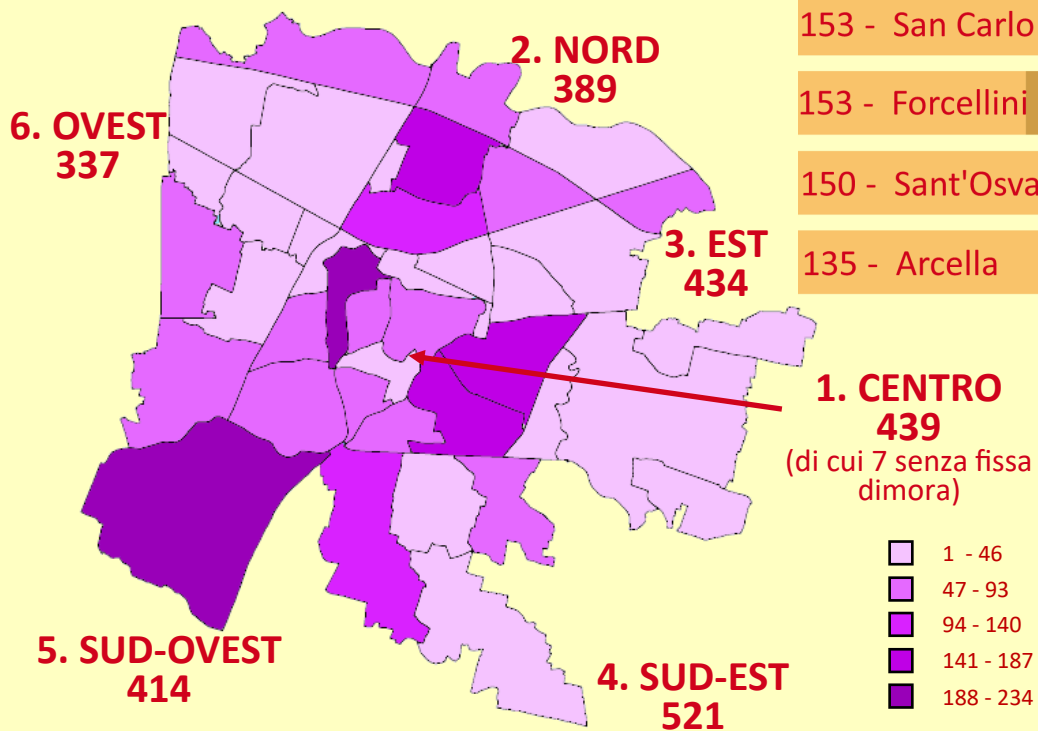 153 - San Carlo
153 - Forcellini
150 - Sant'Osva
135 - Arcella
2. NORD
389
6. OVEST
337
3. EST
434
1. CENTRO
439
(di cui 7 senza fissa
dimora)
5. SUD-OVEST
414
4. SUD-EST
521
1 - 46
47 - 93
94 - 140
141 - 187
188 - 234